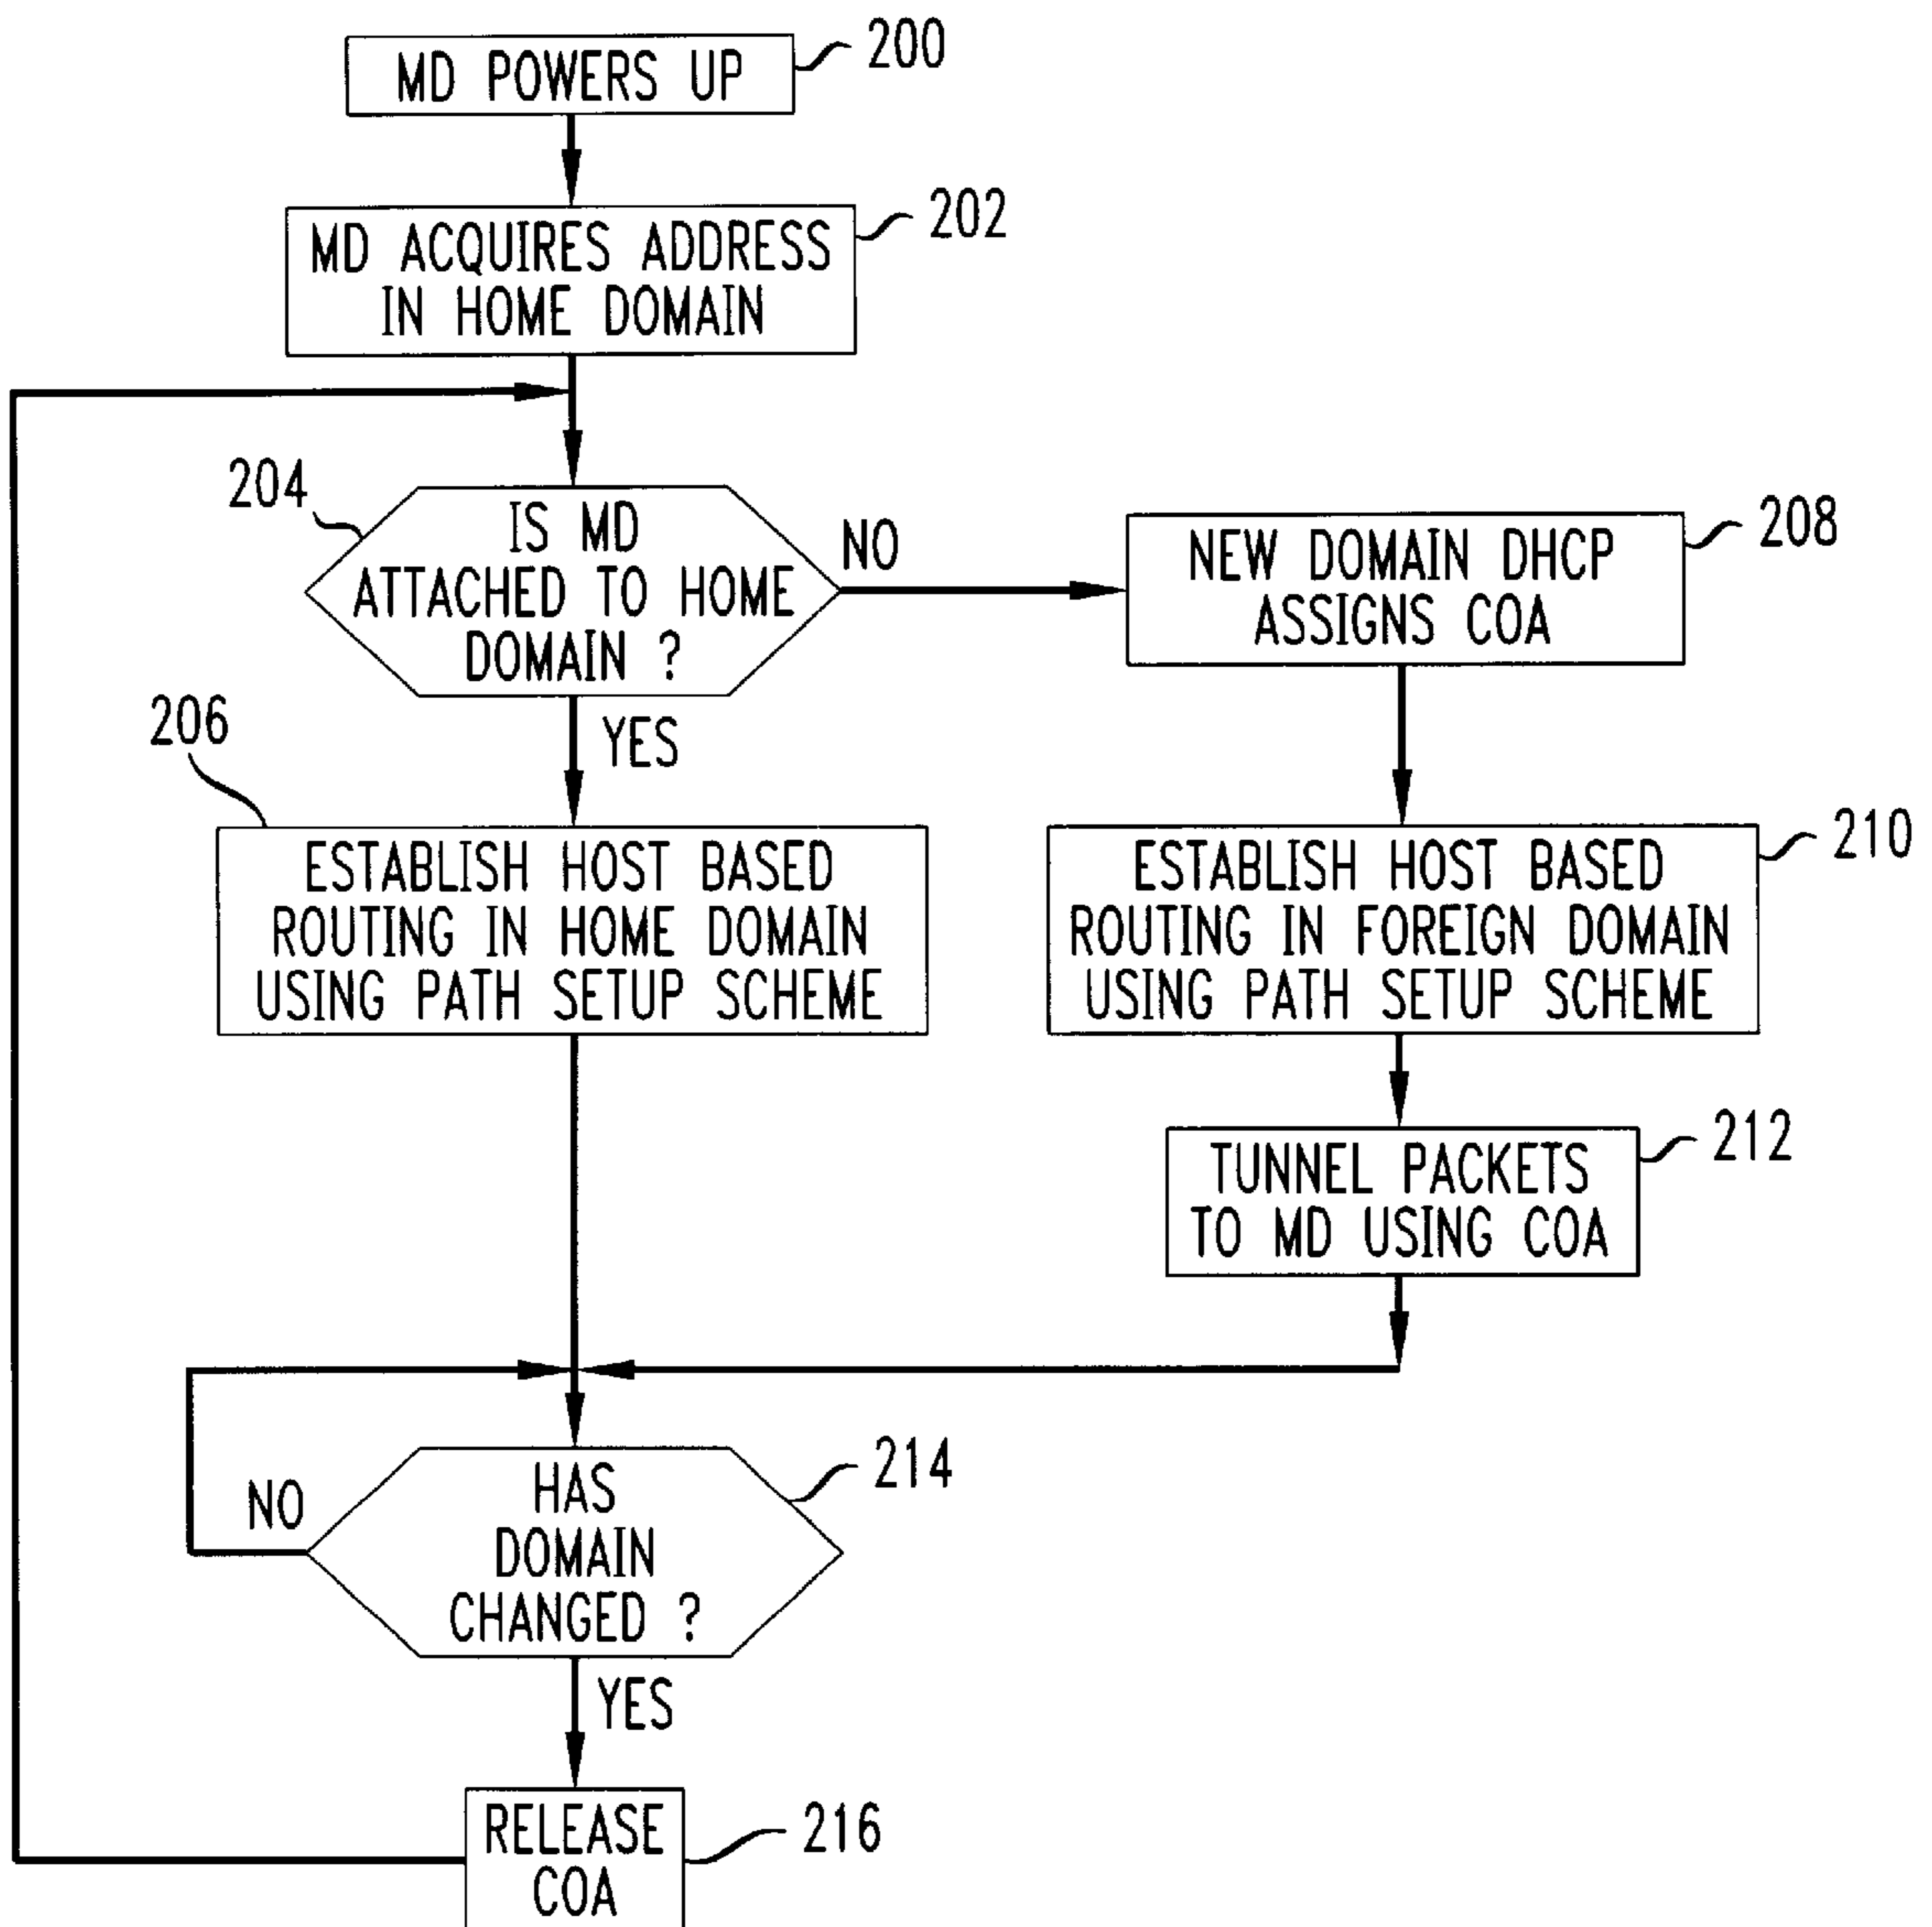 MD POWERS UP
200
MD ACQUIRES ADDRESS
IN HOME DOMAIN
202
204
IS MD
ATTACHED TO HOME
DOMAIN ?
NO
YES
NEW DOMAIN DHCP
ASSIGNS COA
208
206
ESTABLISH HOST BASED
ROUTING IN HOME DOMAIN
USING PATH SETUP SCHEME
ESTABLISH HOST BASED
ROUTING IN FOREIGN DOMAIN
USING PATH SETUP SCHEME
210
TUNNEL PACKETS
TO MD USING COA
212
HAS
DOMAIN
CHANGED ?
214
NO
YES
RELEASE
COA
216